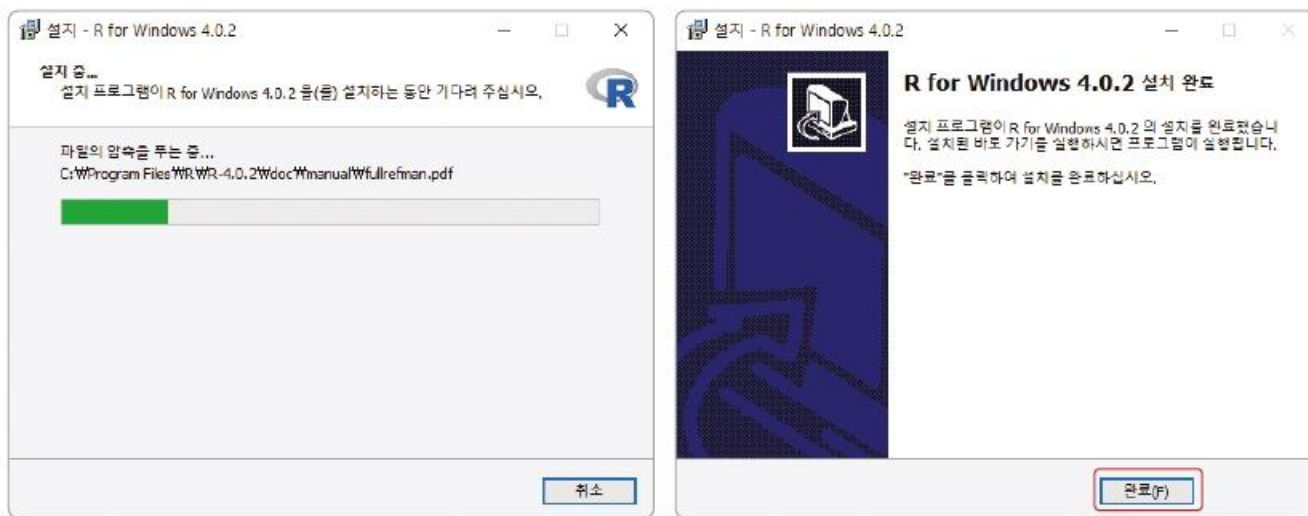 설치 - R for Windows 4.0.2
설치 중...
설치 프로그램이 R for Windows 4.0.2 을(를) 설치하는 동안 기다려 주십시오.
R
파일의 압축을 푸는 중...
C:₩Program Files₩R₩R-4.0.2₩doc₩manual₩fullrefman.pdf
취소
설치 - R for Windows 4.0.2
R for Windows 4.0.2 설치 완료
설치 프로그램이 R for Windows 4.0.2 의 설치를 완료했습니
다. 설치된 바로 가기를 실행하시면 프로그램이 실행됩니다.
"완료"를 클릭하여 설치를 완료하십시오.
완료(F)